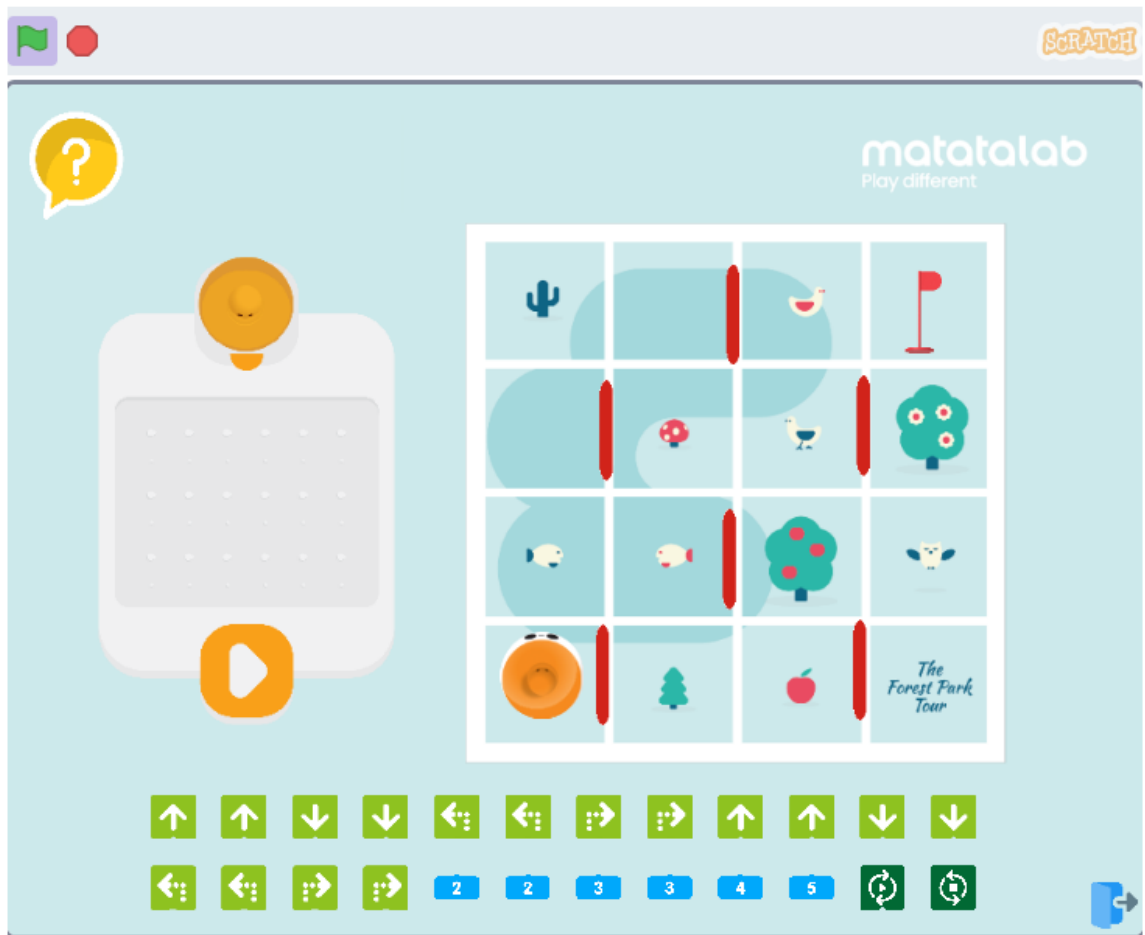 SCRATCH
?
matatalab
Play different
The
Forest Park
Tour
2 2 3 3 4 5